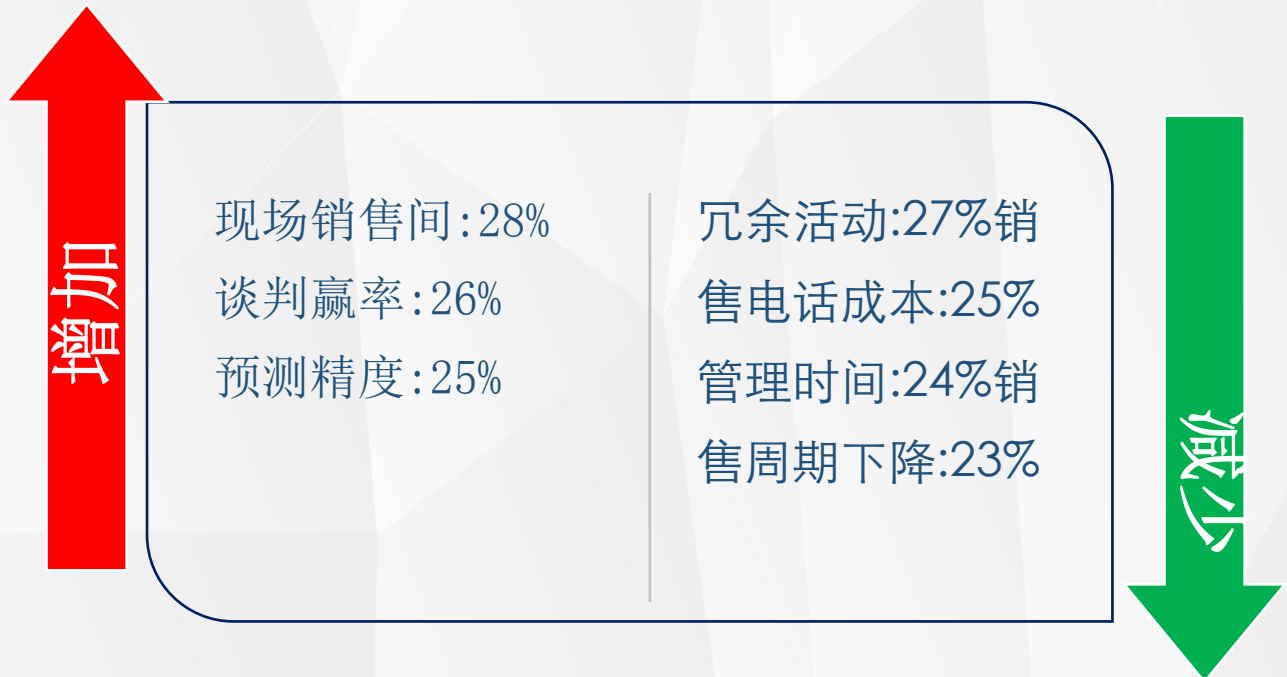 增加
现场销售间:28%
谈判赢率:26%
预测精度:25%
冗余活动:27%销
售电话成本:25%
管理时间:24%销
售周期下降:23%
减少